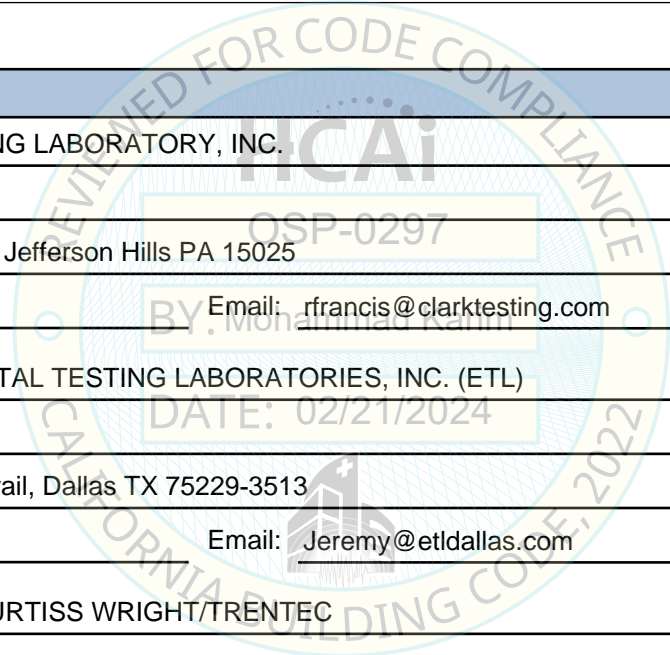 REVIEWED FOR CODE COMPLIANCE
HCAi
NG LABORATORY, INC.
OSP-0297
Jefferson Hills PA 15025
BY: Mohammad Karim
Email: rfrancis@clarktesting.com
TAL TESTING LABORATORIES, INC. (ETL)
DATE: 02/21/2024
ail, Dallas TX 75229-3513
Email: Jeremy@etldallas.com
URTISS WRIGHT/TRENTEC
CALIFORNIA BUILDING CODE, 2022